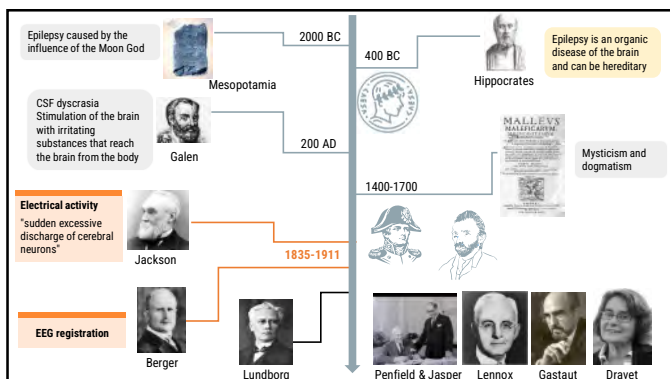 Epilepsy caused by the
influence of the Moon God
2000 BC
Mesopotamia
400 BC
Hippocrates
Epilepsy is an organic
disease of the brain
and can be hereditary
CSF dyscrasia
Stimulation of the brain
with irritating
substances that reach
the brain from the body
Galen
200 AD
MALLEVS
MALEFICARVM,
Mysticism and
dogmatism
1400-1700
Electrical activity
"sudden excessive
discharge of cerebral
neurons"
Jackson
1835-1911
EEG registration
Berger
Lundborg
Penfield & Jasper
Lennox
Gastaut
Dravet